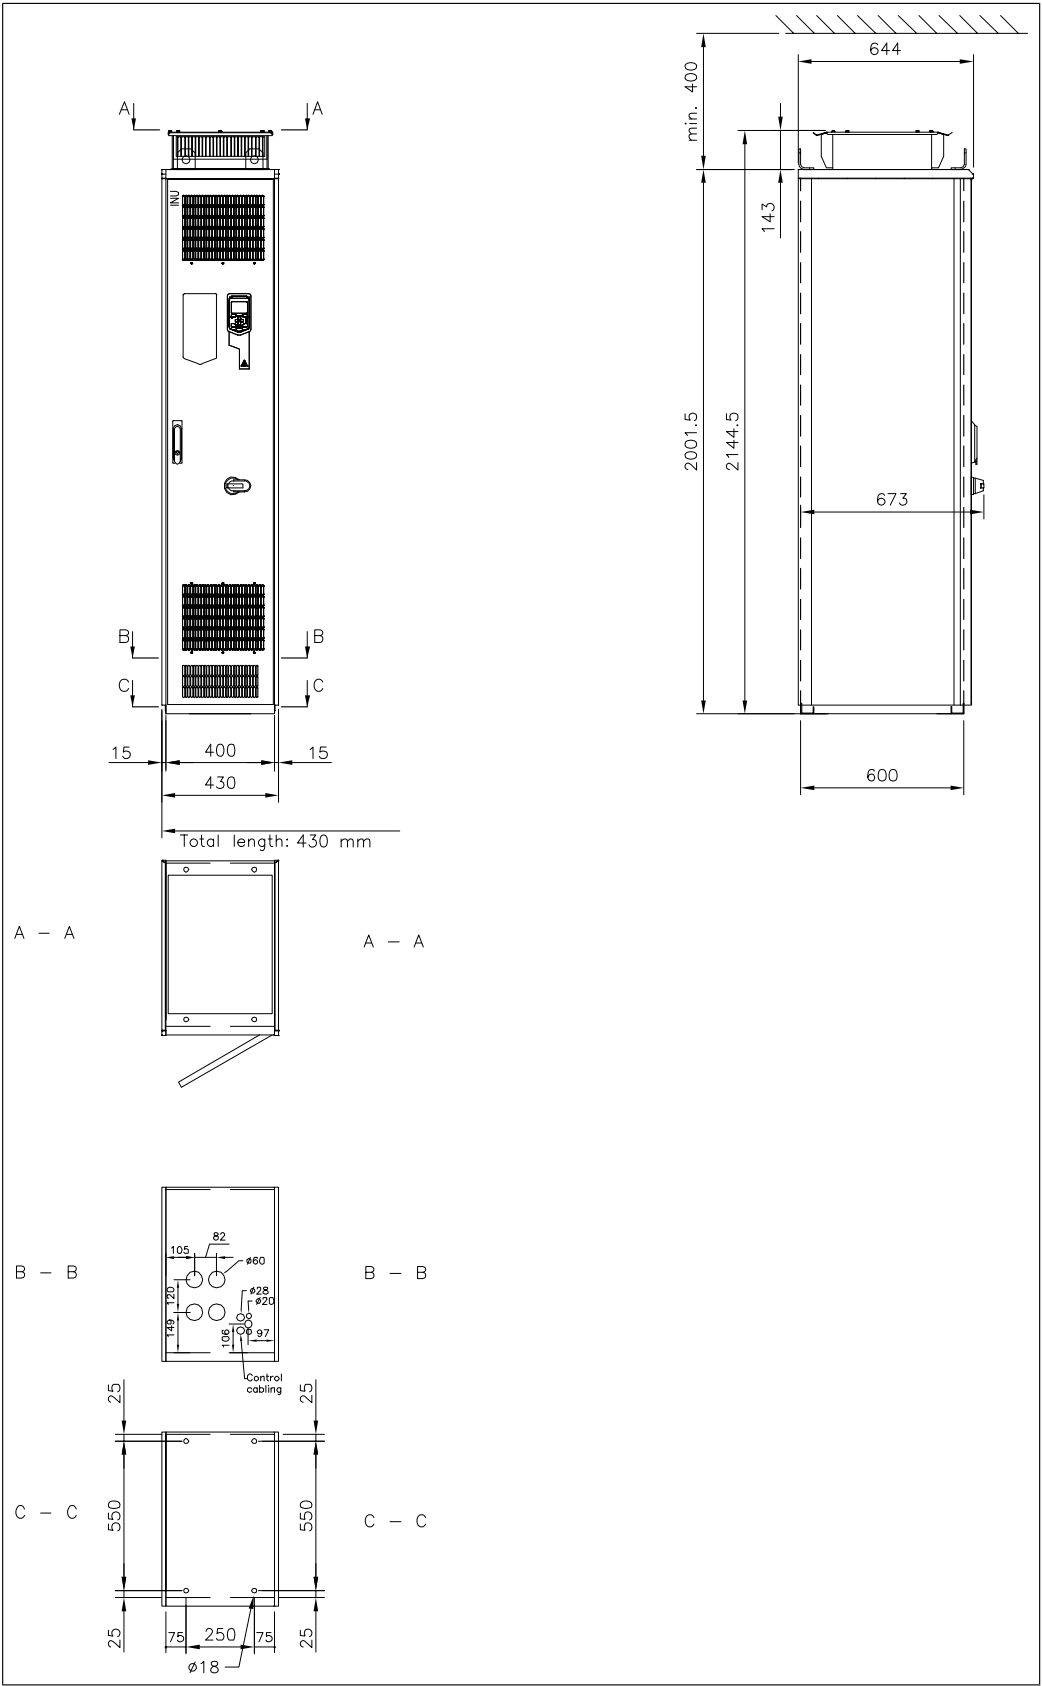 644
min. 400
A
A
143
INU
2001.5
2144.5
673
B
B
C
C
15
400
15
430
600
Total length: 430 mm
A – A
A – A
82
105
ø60
B – B
B – B
120
ø28
ø20
149
106
97
Control
cabling
25
25
550
550
C – C
C – C
25
75
250
75
25
ø18